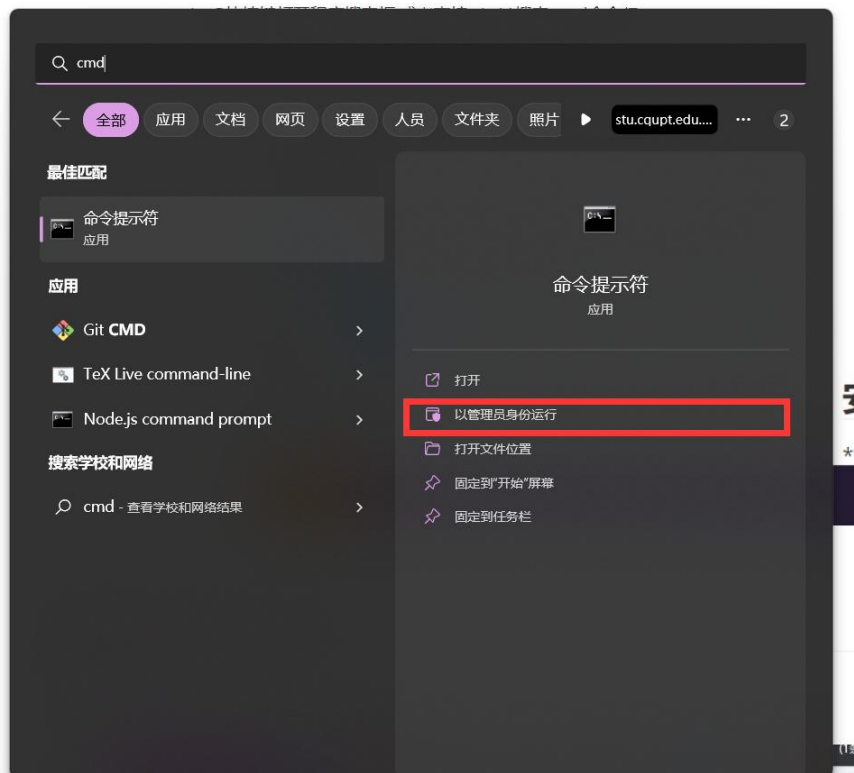 cmd
全部 应用 文档 网页 设置 人员 文件夹 照片 stu.cqupt.edu.... ... 2
最佳匹配
命令提示符
应用
应用
Git CMD
TeX Live command-line
Node.js command prompt
搜索学校和网络
cmd - 查看学校和网络结果
命令提示符
应用
打开
以管理员身份运行
打开文件位置
固定到"开始"屏幕
固定到任务栏